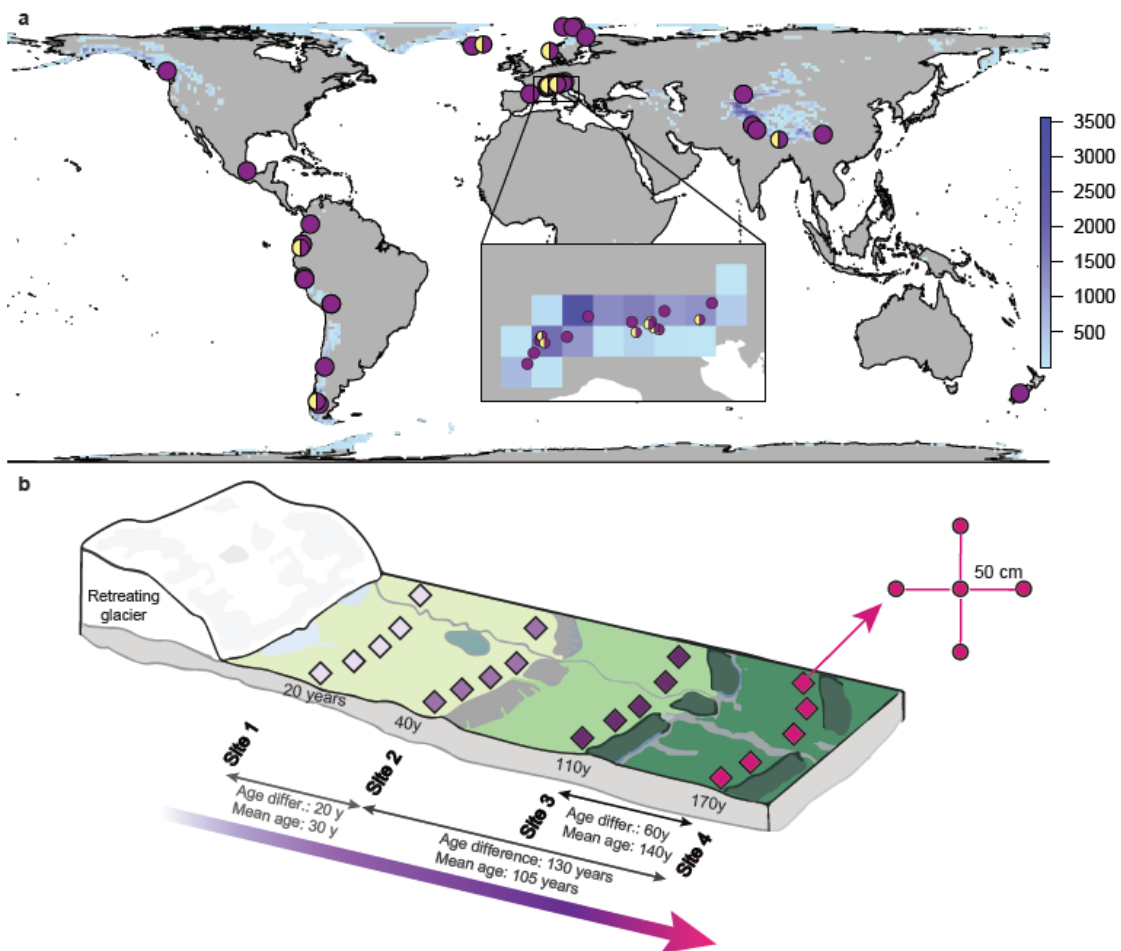 a
3500
3000
2500
2000
1500
1000
500
b
50 cm
Retreating
glacier
20 years
40y
110y
170y
Site 1
Site 2
Site 3
Site 4
Age differ.: 20 y
Mean age: 30 y
Age differ.: 60y
Mean age: 140y
Age difference: 130 years
Mean age: 105 years